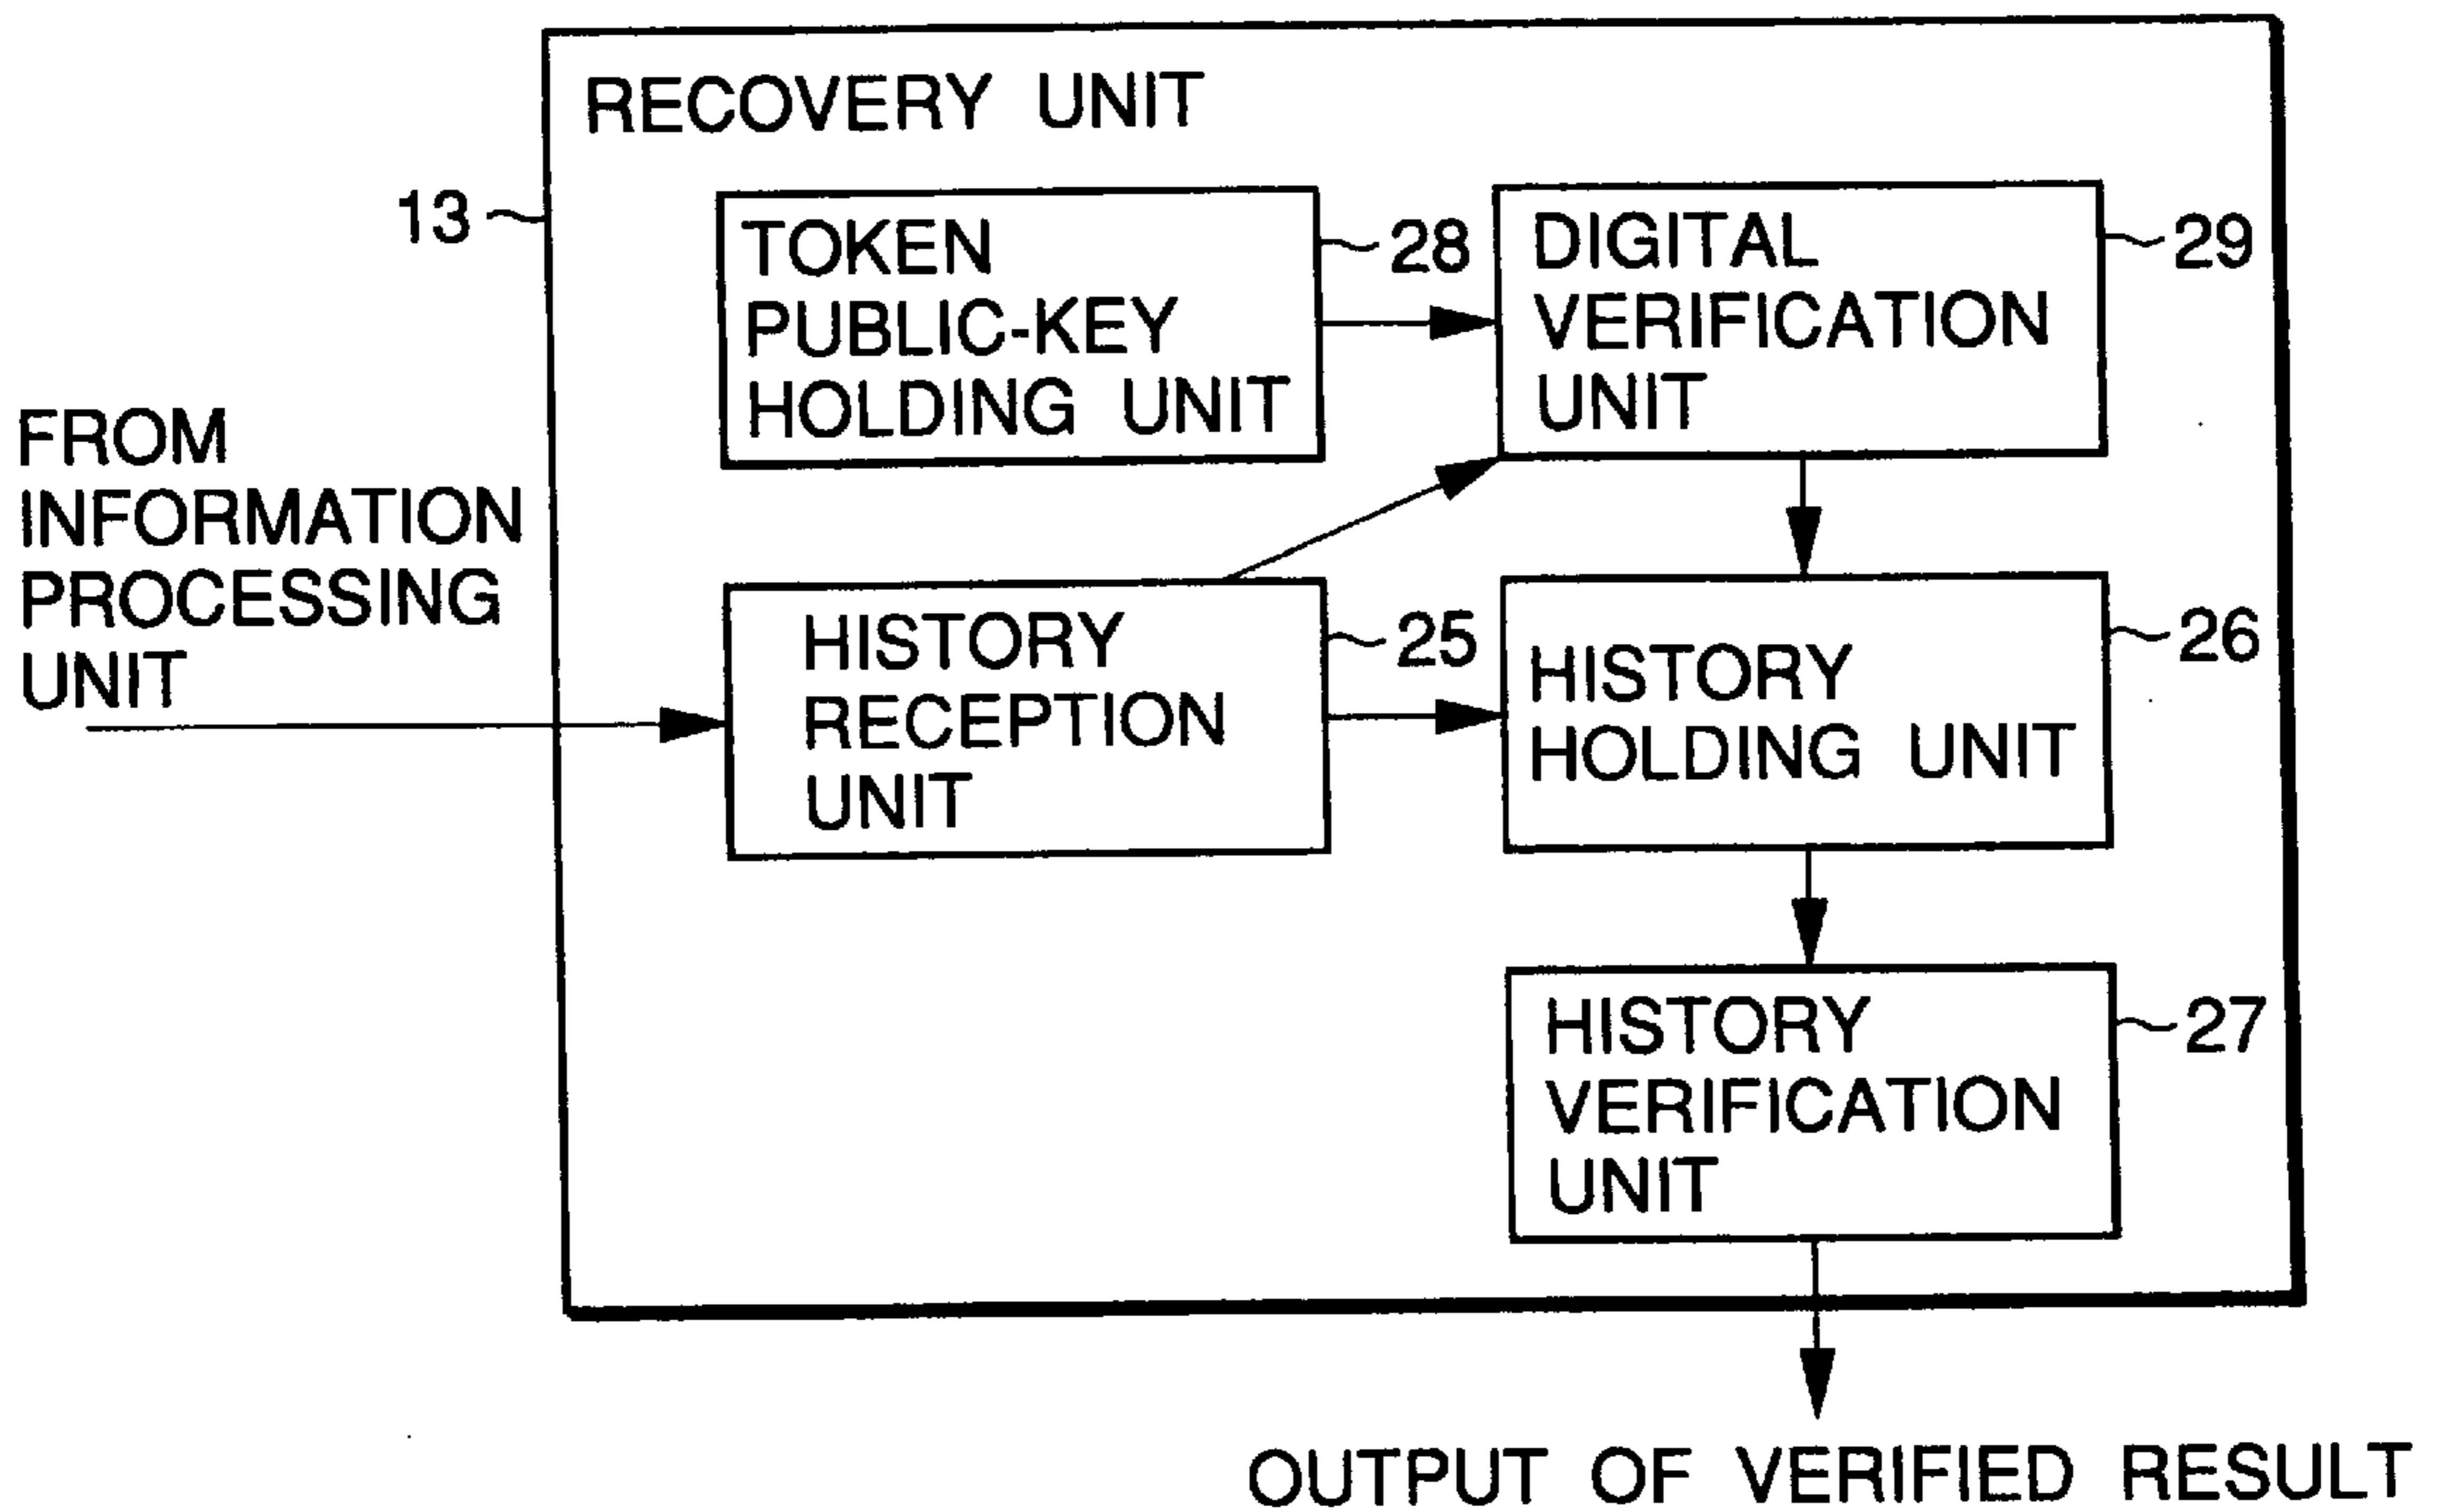 RECOVERY UNIT
13
TOKEN
PUBLIC-KEY
HOLDING UNIT
28
DIGITAL
VERIFICATION
UNIT
29
FROM
INFORMATION
PROCESSING
UNIT
HISTORY
RECEPTION
UNIT
25
HISTORY
HOLDING UNIT
26
HISTORY
VERIFICATION
UNIT
27
OUTPUT OF VERIFIED RESULT